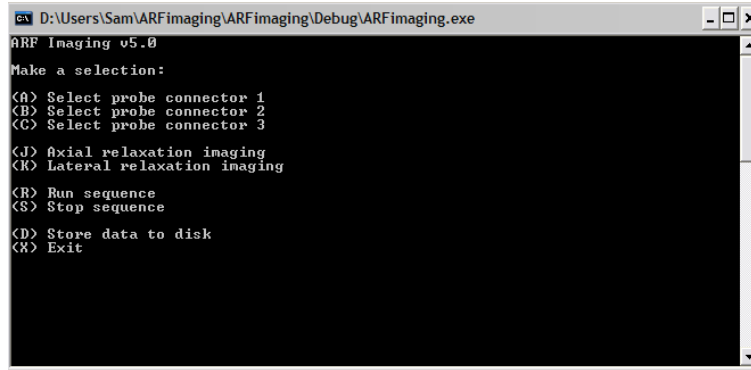 D:\Users\Sam\ARFimaging\ARFimaging\Debug\ARFimaging.exe
ARF Imaging v5.0
Make a selection:
(A) Select probe connector 1
(B) Select probe connector 2
(C) Select probe connector 3
(J) Axial relaxation imaging
(K) Lateral relaxation imaging
(R) Run sequence
(S) Stop sequence
(D) Store data to disk
(X) Exit